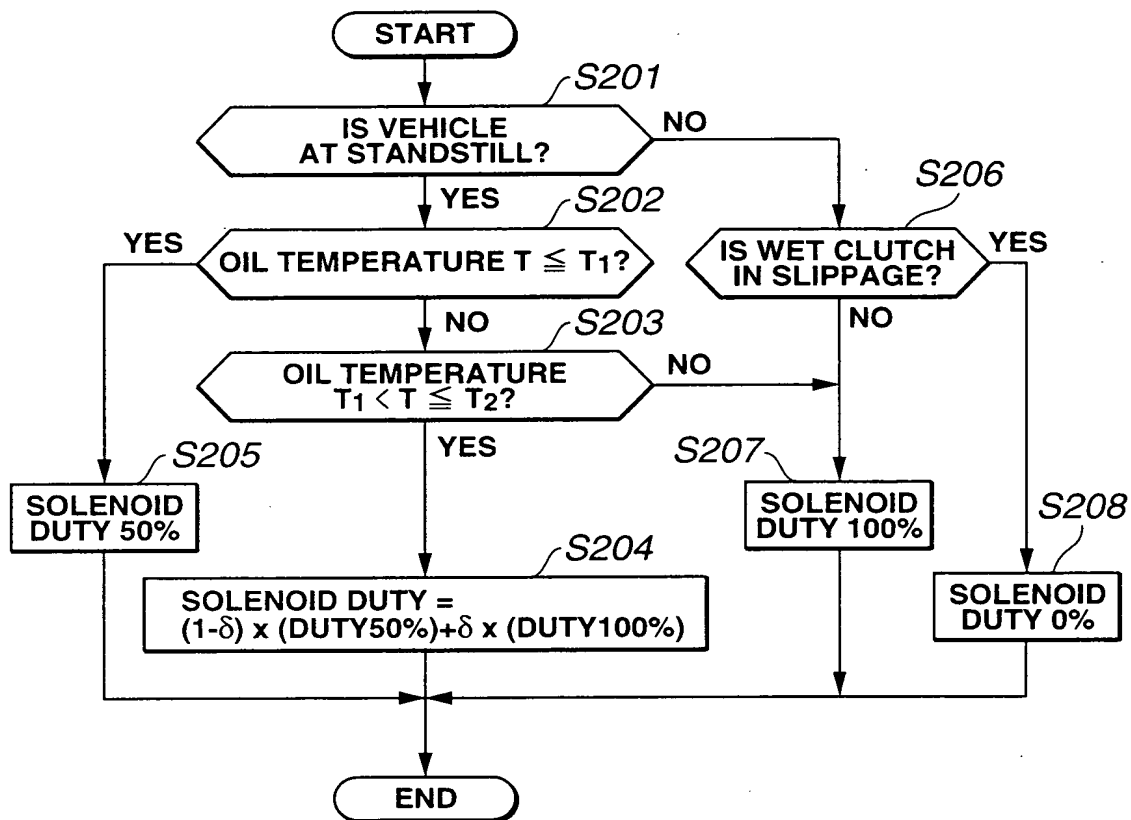 START
S201
IS VEHICLE
AT STANDSTILL?
NO
YES
S202
S206
YES
OIL TEMPERATURE T ≦ T1?
IS WET CLUTCH
IN SLIPPAGE?
YES
NO
NO
S203
OIL TEMPERATURE
T1 < T ≦ T2?
NO
YES
S205
SOLENOID
DUTY 50%
S207
SOLENOID
DUTY 100%
S208
SOLENOID
DUTY 0%
S204
SOLENOID DUTY =
(1-δ) x (DUTY50%)+δ x (DUTY100%)
END